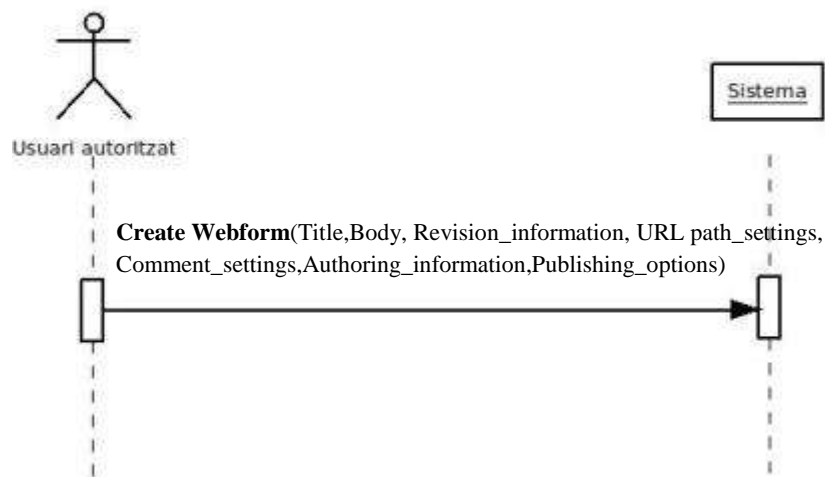 Sistema
Usuari autoritzat
Create Webform(Title,Body, Revision_information, URL path_settings,
Comment_settings,Authoring_information,Publishing_options)